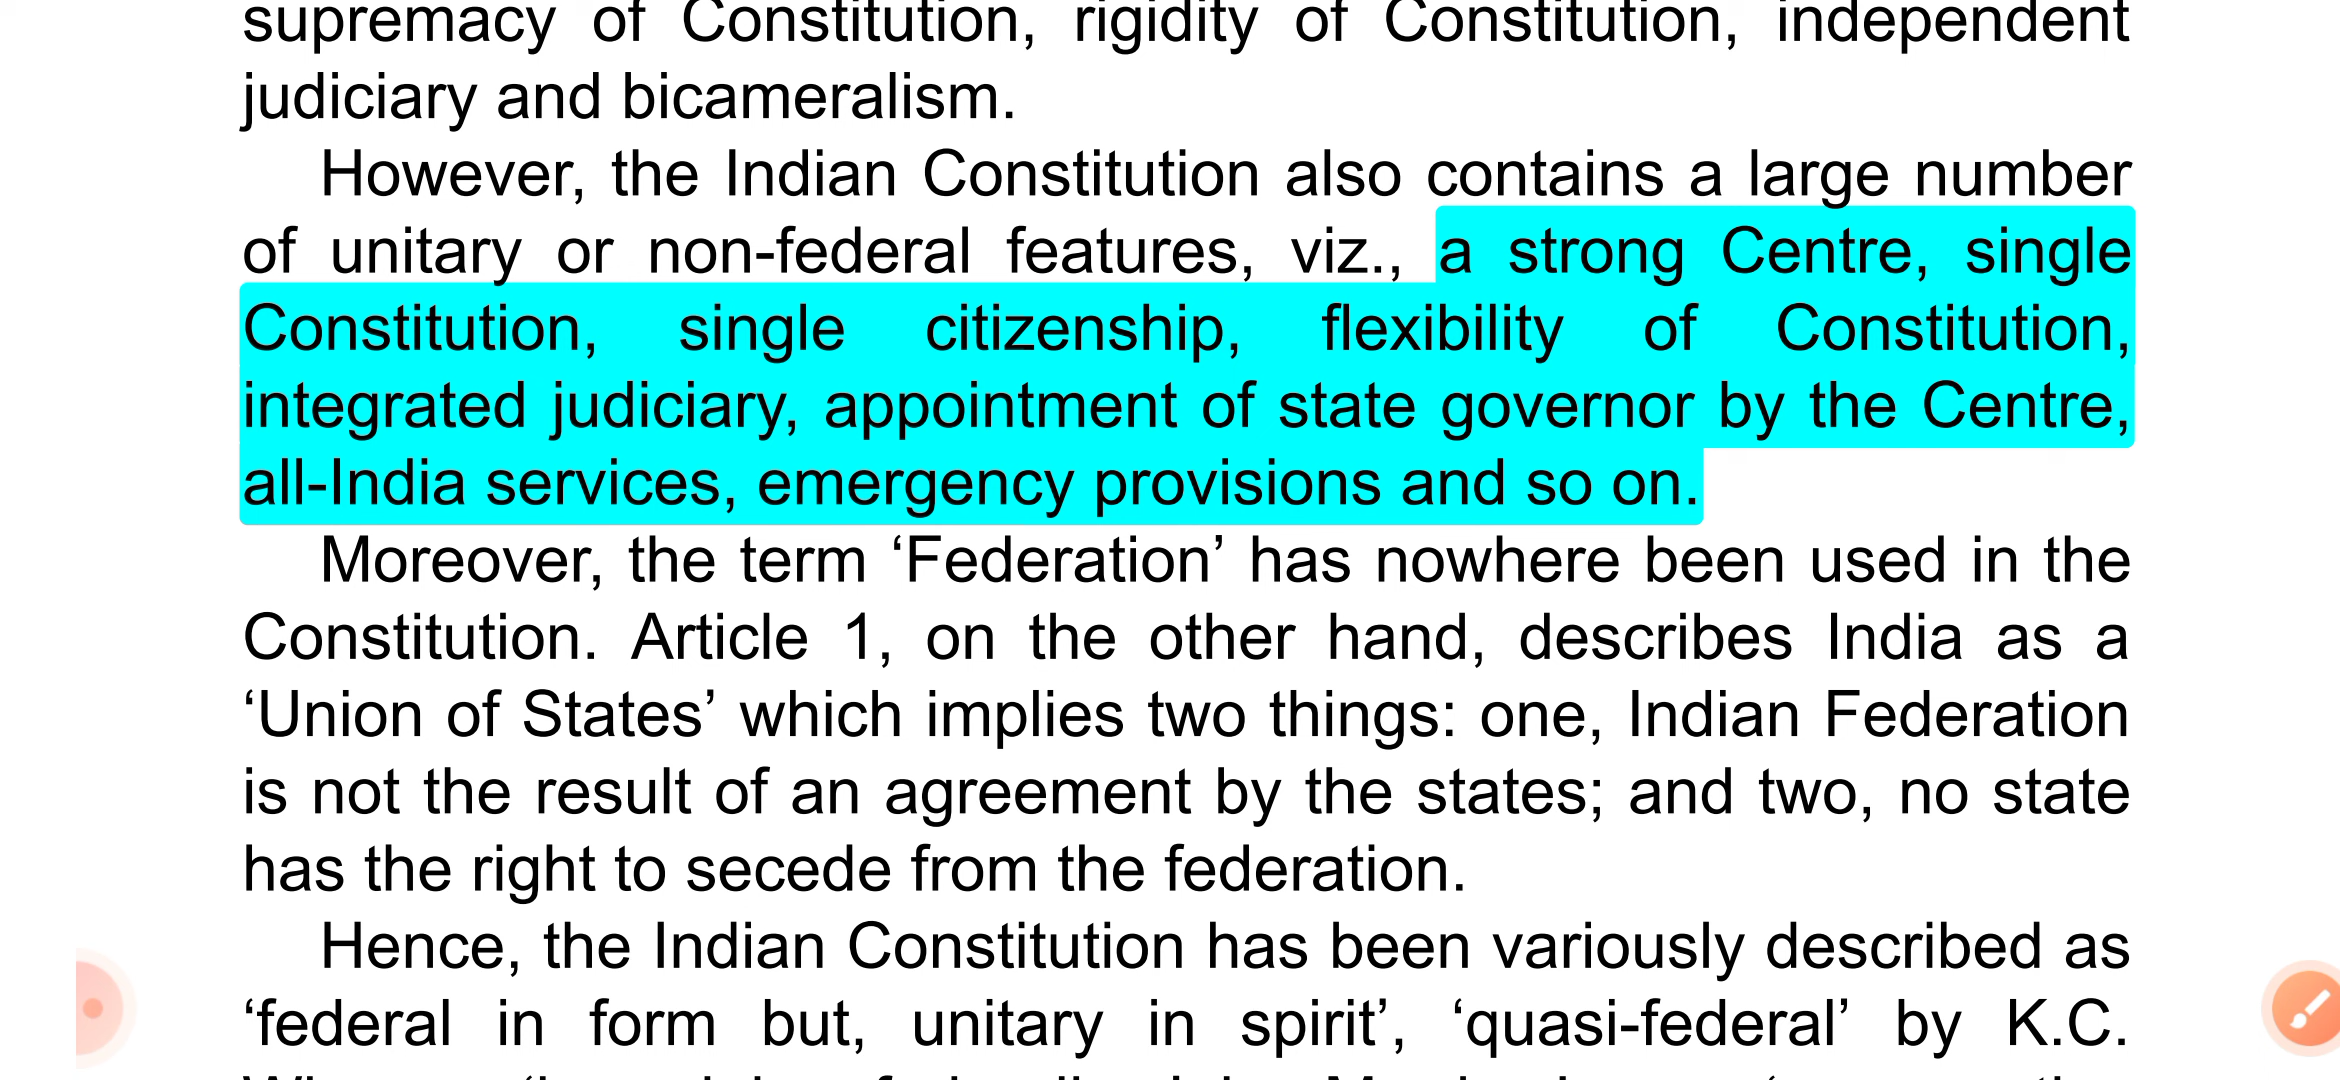 supremacy of Constitution, rigidity of Constitution, independent
judiciary and bicameralism.
However, the Indian Constitution also contains a large number
of unitary or non-federal features, viz., a strong Centre, single
Constitution, single citizenship, flexibility of Constitution,
integrated judiciary, appointment of state governor by the Centre,
all-India services, emergency provisions and so on.
Moreover, the term ‘Federation’ has nowhere been used in the
Constitution. Article 1, on the other hand, describes India as a
‘Union of States’ which implies two things: one, Indian Federation
is not the result of an agreement by the states; and two, no state
has the right to secede from the federation.
Hence, the Indian Constitution has been variously described as
‘federal in form but, unitary in spirit’, ‘quasi-federal’ by K.C.